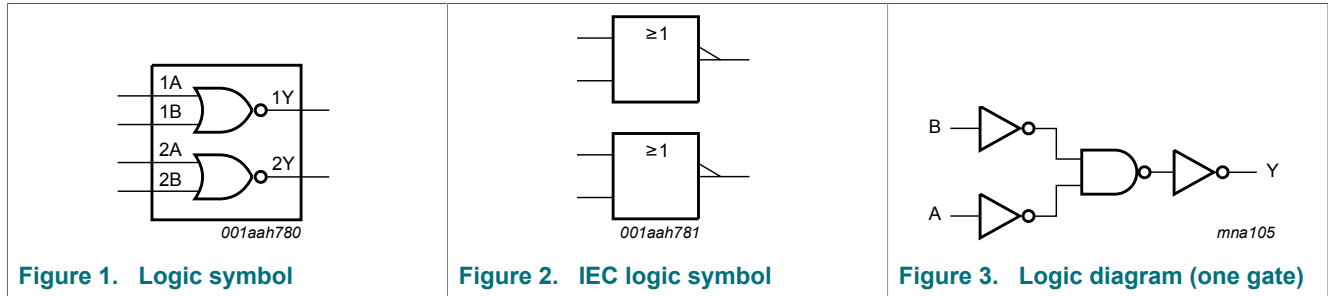 1A
1Y
1B
2A
2Y
2B
001aah780
Figure 1. Logic symbol
≥1
≥1
001aah781
Figure 2. IEC logic symbol
B
Y
A
mna105
Figure 3. Logic diagram (one gate)